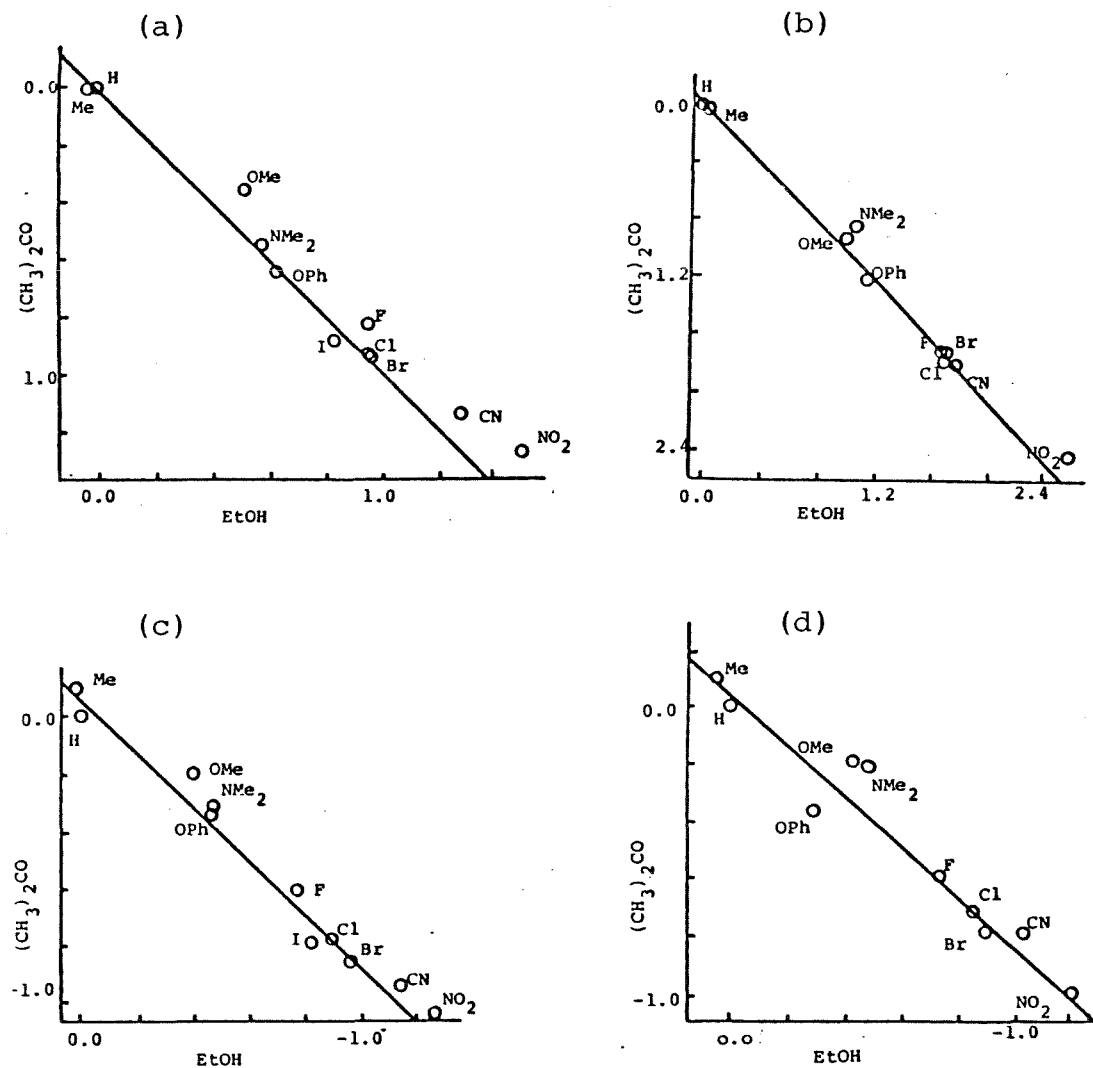 (a)
0.0
H
Me
OMe
NMe2
OPh
F
I
Cl
Br
1.0
CN
NO2
(CH3)2CO
0.0
1.0
EtOH
(b)
H
0.0
Me
NMe2
OMe
1.2
OPh
F
Br
Cl
CN
2.4
NO2
(CH3)2CO
0.0
1.2
2.4
EtOH
(c)
Me
0.0
H
OMe
NMe2
OPh
F
Cl
I
Br
CN
-1.0
NO2
(CH3)2CO
0.0
-1.0
EtOH
(d)
Me
0.0
H
OMe
NMe2
OPh
F
Cl
CN
Br
-1.0
NO2
(CH3)2CO
0.0
-1.0
EtOH